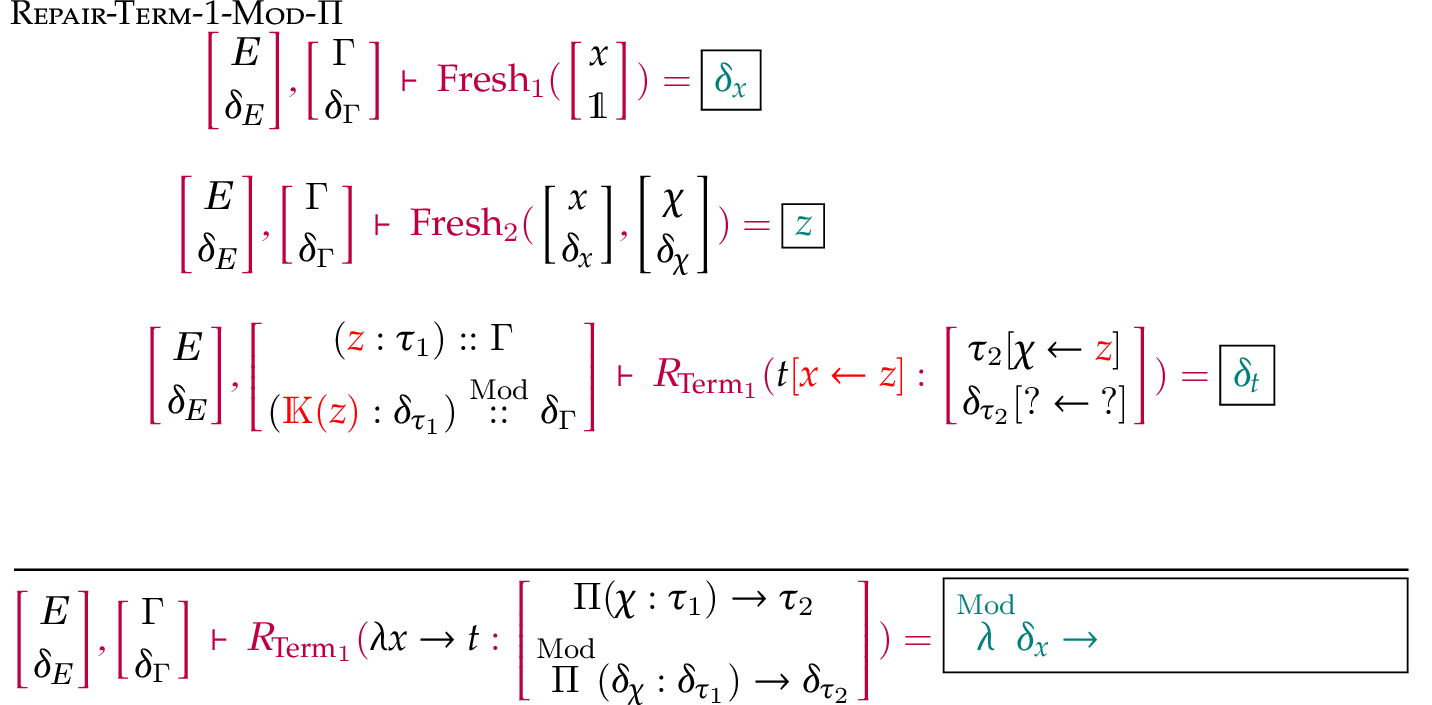 Repair-Term-1-Mod-Π
[E δ_E], [Γ δ_Γ] ⊢ Fresh₁([x 𝟙]) = δ_x
[E δ_E], [Γ δ_Γ] ⊢ Fresh₂([x δ_x], [χ δ_χ]) = z
[E δ_E], [(z : τ₁) :: Γ (𝕂(z) : δ_τ₁) Mod :: δ_Γ] ⊢ R_Term₁(t[x ← z] : [τ₂[χ ← z] δ_τ₂[? ← ?]]) = δ_t
[E δ_E], [Γ δ_Γ] ⊢ R_Term₁(λx → t : [Π(χ : τ₁) → τ₂ Mod Π (δ_χ : δ_τ₁) → δ_τ₂]) = Mod λ δ_x →